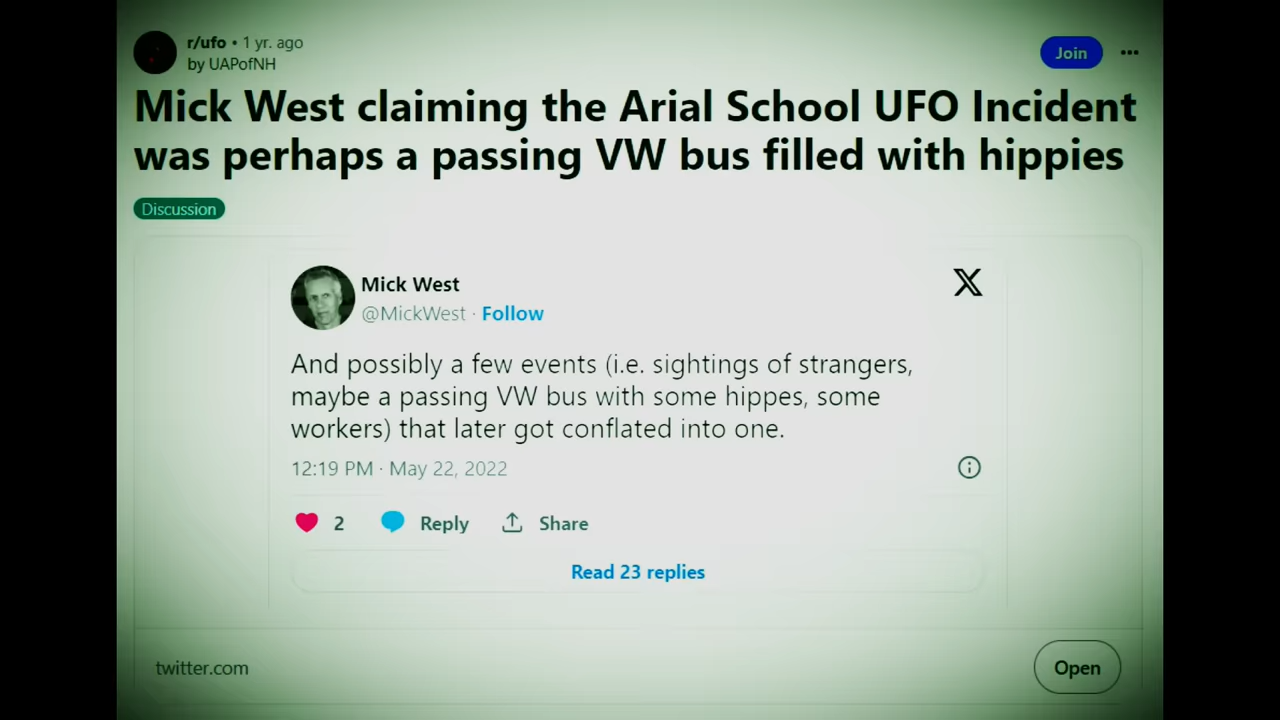 r/ufo • 1 yr. ago
by UAPofNH
Join
Mick West claiming the Arial School UFO Incident
was perhaps a passing VW bus filled with hippies
Discussion
Mick West
@MickWest · Follow
And possibly a few events (i.e. sightings of strangers,
maybe a passing VW bus with some hippes, some
workers) that later got conflated into one.
12:19 PM · May 22, 2022
2 Reply Share
Read 23 replies
twitter.com
Open